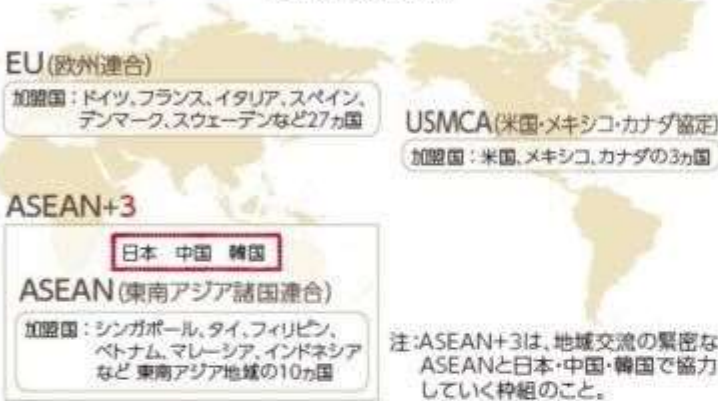 EU(欧州連合)
加盟国：ドイツ、フランス、イタリア、スペイン、
デンマーク、スウェーデンなど27ヵ国
USMCA(米国・メキシコ・カナダ協定)
加盟国：米国、メキシコ、カナダの3ヵ国
ASEAN+3
日本 中国 韓国
ASEAN(東南アジア諸国連合)
加盟国：シンガポール、タイ、フィリピン、
ベトナム、マレーシア、インドネシア
など 東南アジア地域の10ヵ国
注:ASEAN+3は、地域交流の緊密な
ASEANと日本・中国・韓国で協力
していく枠組のこと。